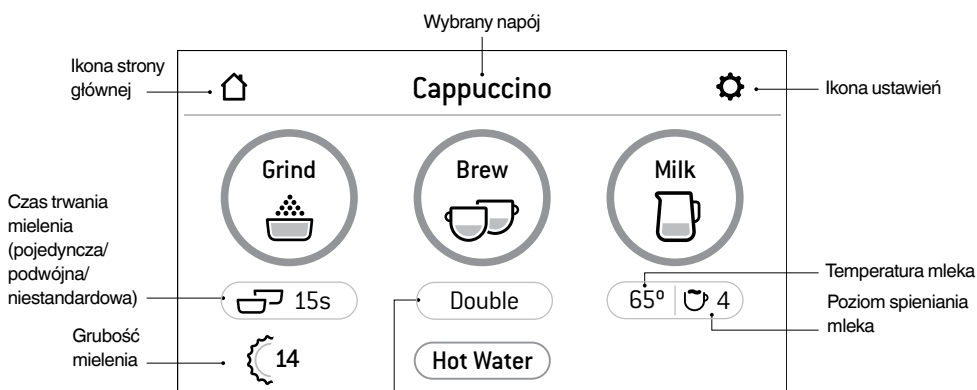 Wybrany napój
Ikona strony
głównej
Cappuccino
Ikona ustawień
Grind
Brew
Milk
Czas trwania
mielenia
(pojedyncza/
podwójna/
niestandardowa)
15s
Double
65º
4
Temperatura mleka
Poziom spieniania
mleka
Grubość
mielenia
14
Hot Water